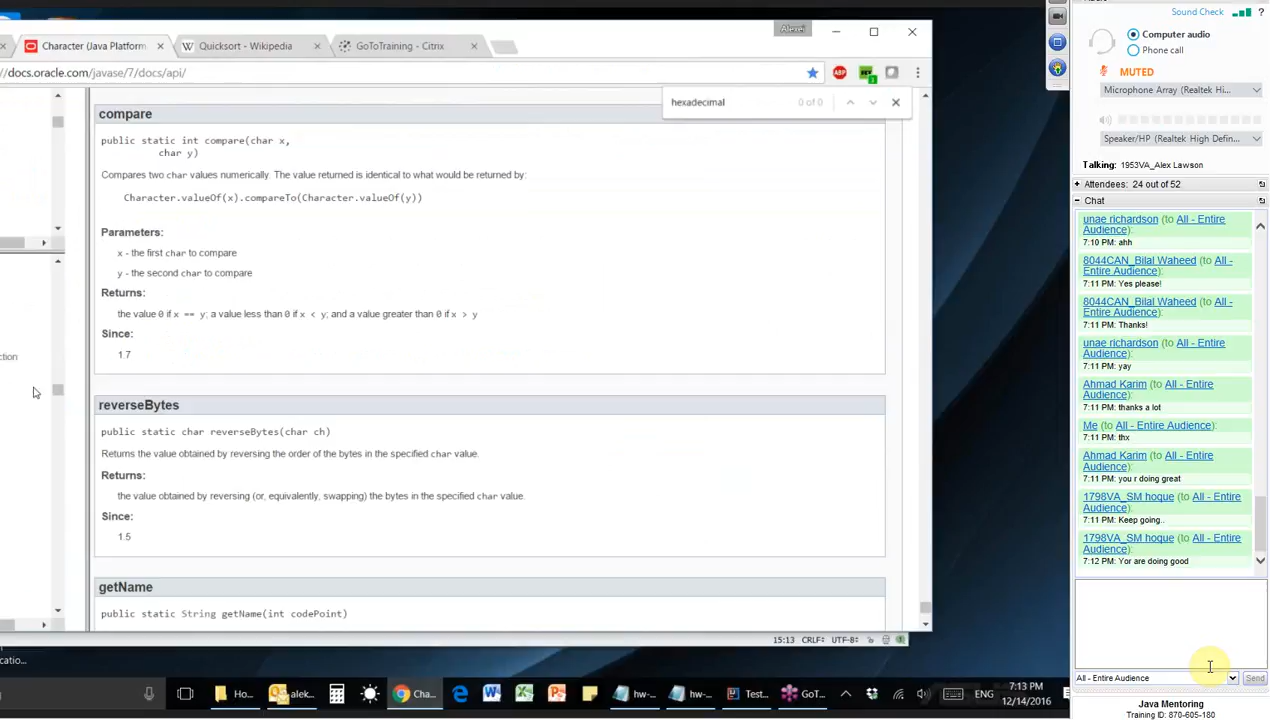 Alexei
Character (Java Platform
Quicksort - Wikipedia
GoToTraining - Citrix
/docs.oracle.com/javase/7/docs/api/
ABP
hexadecimal 0 of 0
compare
public static int compare(char x,
char y)
Compares two char values numerically. The value returned is identical to what would be returned by:
Character.valueOf(x).compareTo(Character.valueOf(y))
Parameters:
x - the first char to compare
y - the second char to compare
Returns:
the value 0 if x == y; a value less than 0 if x < y; and a value greater than 0 if x > y
Since:
1.7
ction
reverseBytes
public static char reverseBytes(char ch)
Returns the value obtained by reversing the order of the bytes in the specified char value.
Returns:
the value obtained by reversing (or, equivalently, swapping) the bytes in the specified char value.
Since:
1.5
getName
public static String getName(int codePoint)
15:13 CRLF÷ UTF-8÷
catio...
Ho...
alek...
Cha...
hw-...
hw-...
Test...
GoT...
ENG
7:13 PM
12/14/2016
Sound Check ?
Computer audio
Phone call
MUTED
Microphone Array (Realtek Hi...
Speaker/HP (Realtek High Defin...
Talking: 1953VA_Alex Lawson
Attendees: 24 out of 52
Chat
unae richardson (to All - Entire
Audience):
7:10 PM: ahh
8044CAN_Bilal Waheed (to All -
Entire Audience):
7:11 PM: Yes please!
8044CAN_Bilal Waheed (to All -
Entire Audience):
7:11 PM: Thanks!
unae richardson (to All - Entire
Audience):
7:11 PM: yay
Ahmad Karim (to All - Entire
Audience):
7:11 PM: thanks a lot
Me (to All - Entire Audience):
7:11 PM: thx
Ahmad Karim (to All - Entire
Audience):
7:11 PM: you r doing great
1798VA_SM hoque (to All - Entire
Audience):
7:11 PM: Keep going..
1798VA_SM hoque (to All - Entire
Audience):
7:12 PM: Yor are doing good
All - Entire Audience
Send
Java Mentoring
Training ID: 870-605-180